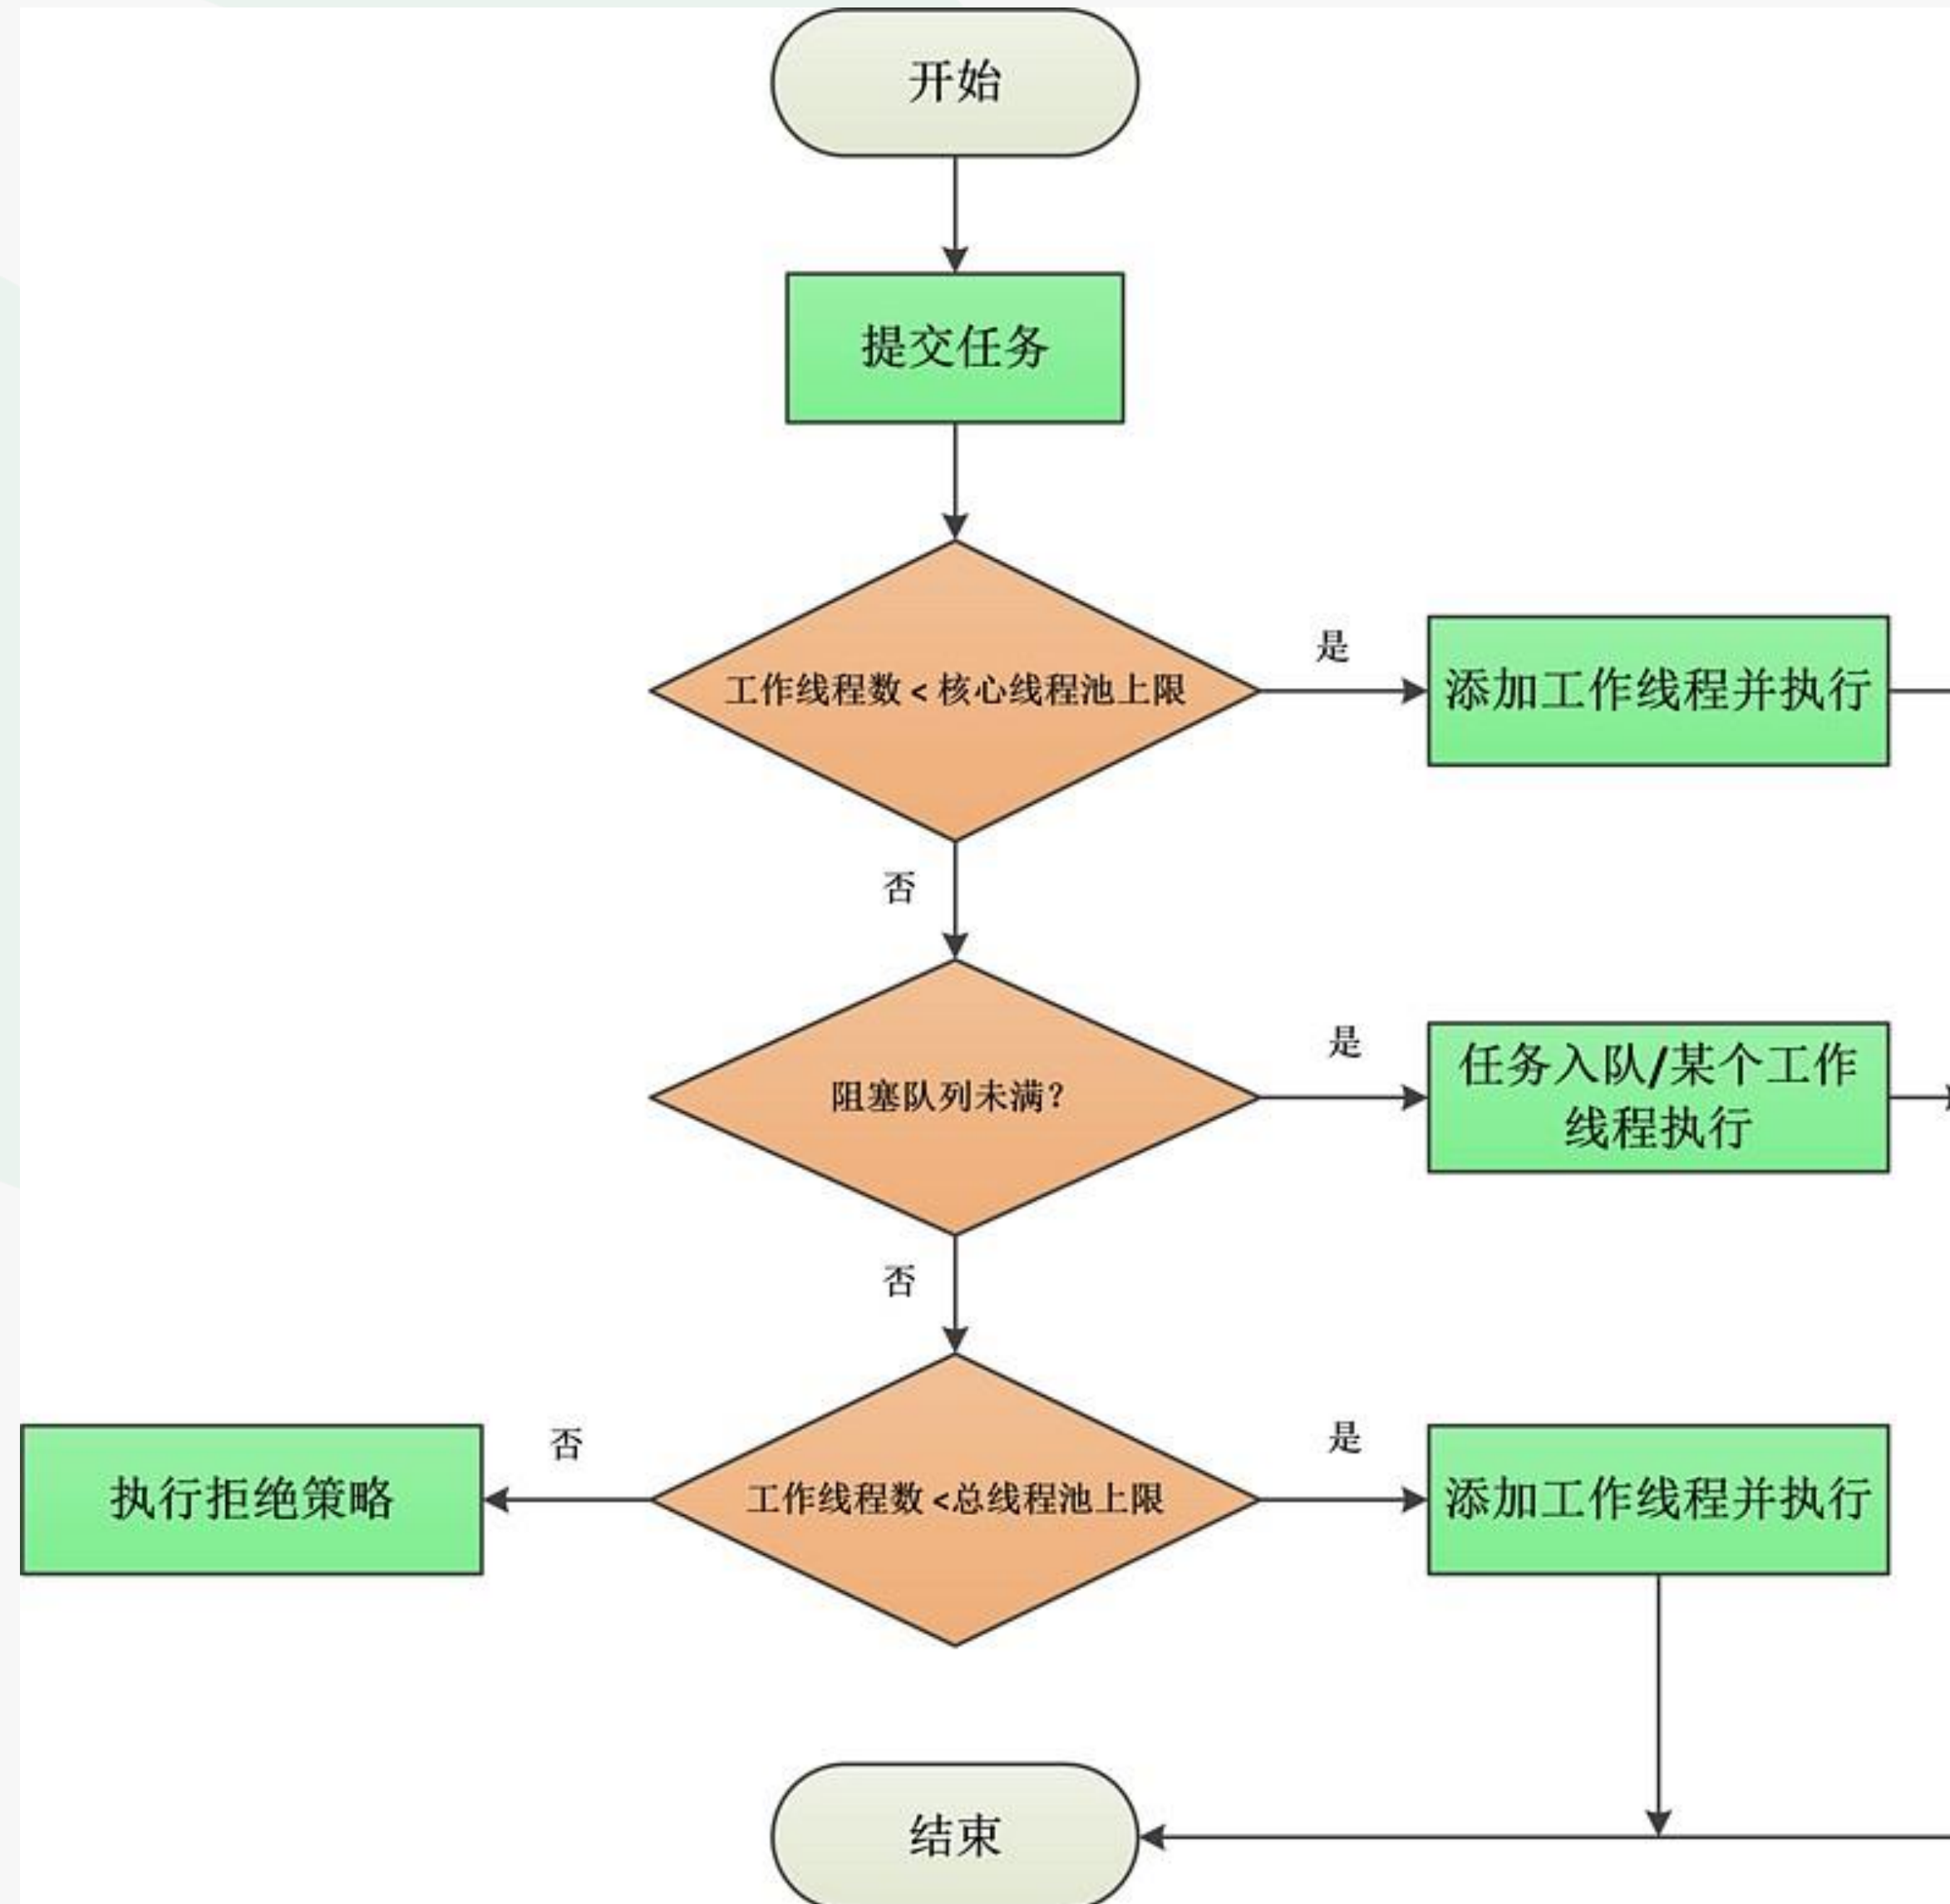 开始
提交任务
工作线程数 < 核心线程池上限
是
添加工作线程并执行
否
阻塞队列未满?
是
任务入队/某个工作
线程执行
否
执行拒绝策略
否
工作线程数 <总线程池上限
是
添加工作线程并执行
结束